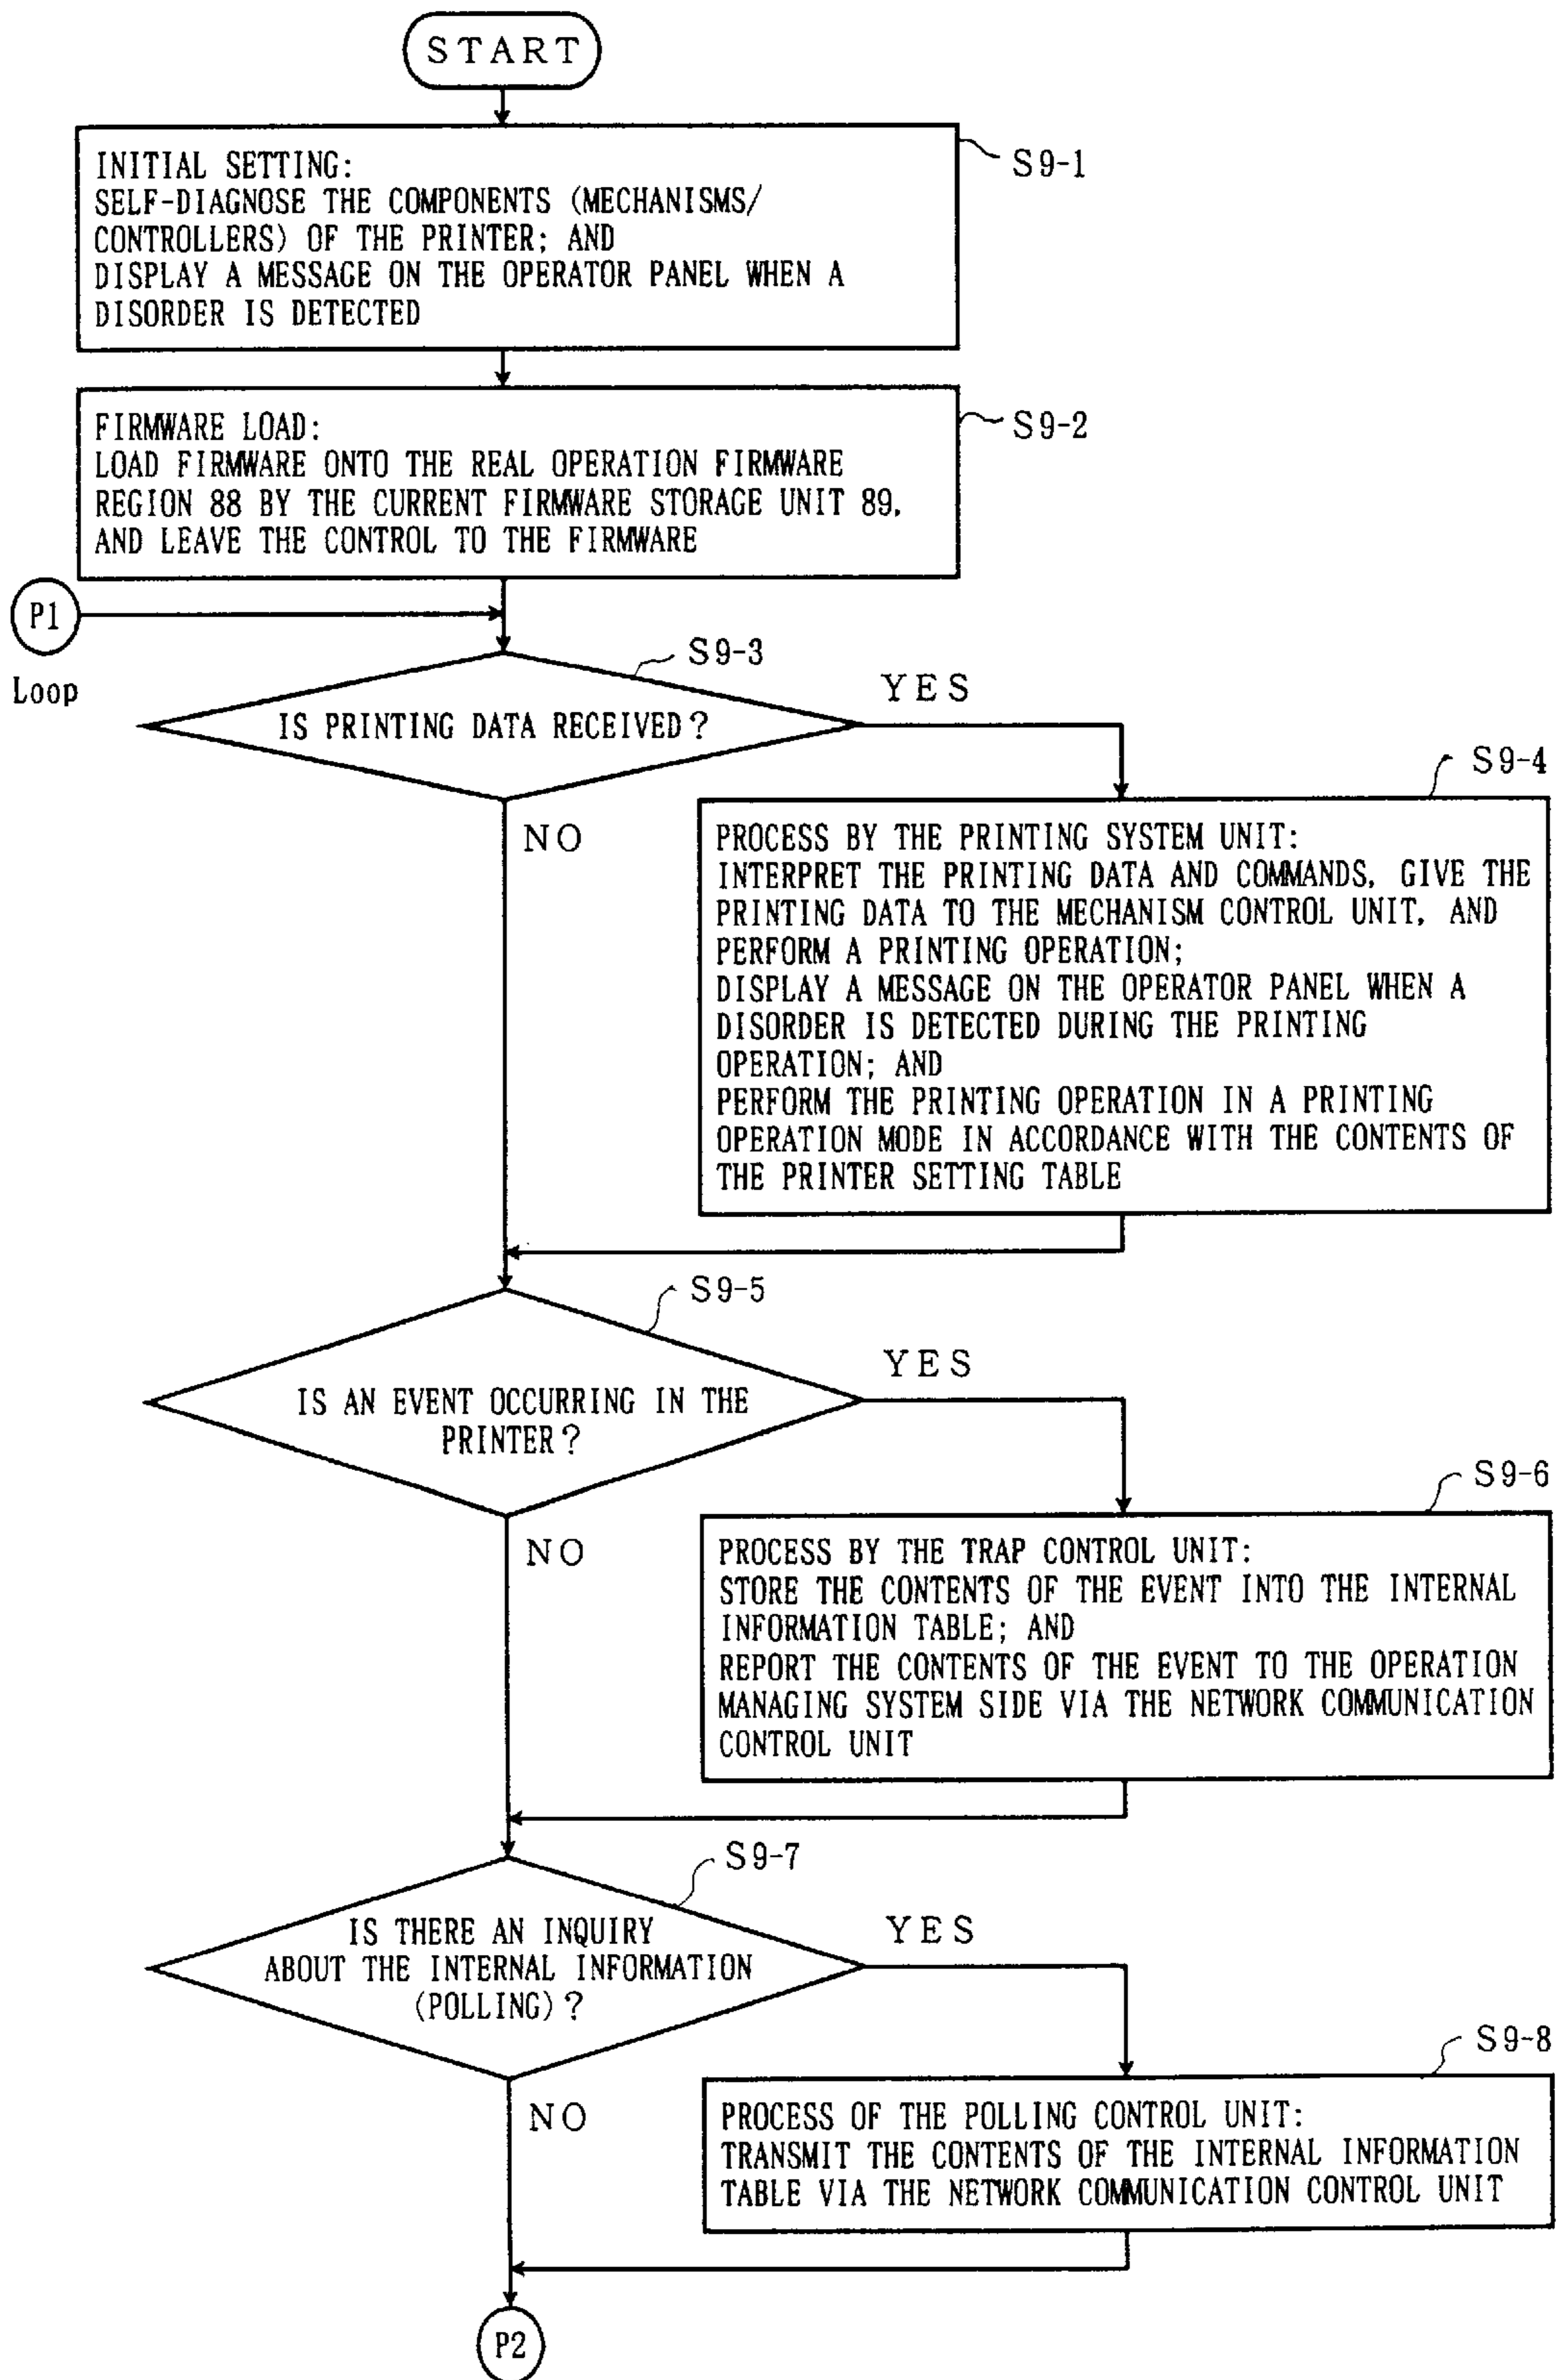 START
INITIAL SETTING:
SELF-DIAGNOSE THE COMPONENTS (MECHANISMS/
CONTROLLERS) OF THE PRINTER; AND
DISPLAY A MESSAGE ON THE OPERATOR PANEL WHEN A
DISORDER IS DETECTED
S9-1
FIRMWARE LOAD:
LOAD FIRMWARE ONTO THE REAL OPERATION FIRMWARE
REGION 88 BY THE CURRENT FIRMWARE STORAGE UNIT 89,
AND LEAVE THE CONTROL TO THE FIRMWARE
S9-2
P1
Loop
S9-3
IS PRINTING DATA RECEIVED?
YES
NO
S9-4
PROCESS BY THE PRINTING SYSTEM UNIT:
INTERPRET THE PRINTING DATA AND COMMANDS, GIVE THE
PRINTING DATA TO THE MECHANISM CONTROL UNIT, AND
PERFORM A PRINTING OPERATION;
DISPLAY A MESSAGE ON THE OPERATOR PANEL WHEN A
DISORDER IS DETECTED DURING THE PRINTING
OPERATION; AND
PERFORM THE PRINTING OPERATION IN A PRINTING
OPERATION MODE IN ACCORDANCE WITH THE CONTENTS OF
THE PRINTER SETTING TABLE
S9-5
IS AN EVENT OCCURRING IN THE
PRINTER?
YES
NO
S9-6
PROCESS BY THE TRAP CONTROL UNIT:
STORE THE CONTENTS OF THE EVENT INTO THE INTERNAL
INFORMATION TABLE; AND
REPORT THE CONTENTS OF THE EVENT TO THE OPERATION
MANAGING SYSTEM SIDE VIA THE NETWORK COMMUNICATION
CONTROL UNIT
S9-7
IS THERE AN INQUIRY
ABOUT THE INTERNAL INFORMATION
(POLLING)?
YES
NO
S9-8
PROCESS OF THE POLLING CONTROL UNIT:
TRANSMIT THE CONTENTS OF THE INTERNAL INFORMATION
TABLE VIA THE NETWORK COMMUNICATION CONTROL UNIT
P2